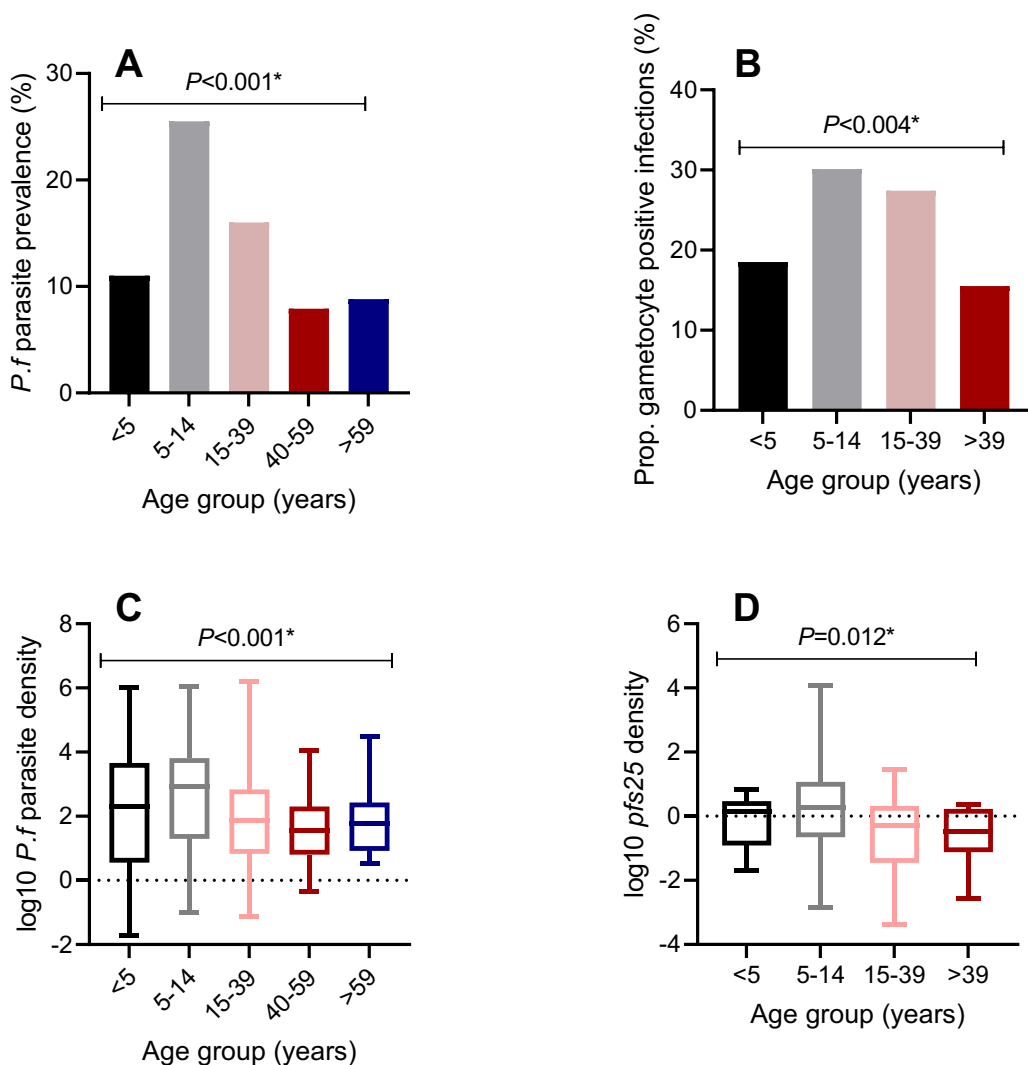 A
P.f parasite prevalence (%)
P<0.001*
30
20
10
0
<5
5-14
15-39
40-59
>59
Age group (years)
B
Prop. gametocyte positive infections (%)
P<0.004*
40
30
20
10
0
<5
5-14
15-39
>39
Age group (years)
C
log10 P.f parasite density
P<0.001*
8
6
4
2
0
-2
<5
5-14
15-39
40-59
>59
Age group (years)
D
log10 pfs25 density
P=0.012*
6
4
2
0
-2
-4
<5
5-14
15-39
>39
Age group (years)